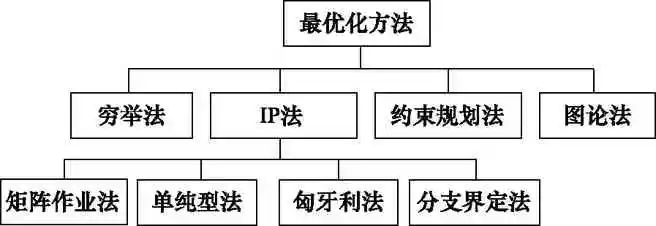 最优化方法
穷举法
IP法
约束规划法
图论法
矩阵作业法
单纯型法
匈牙利法
分支界定法